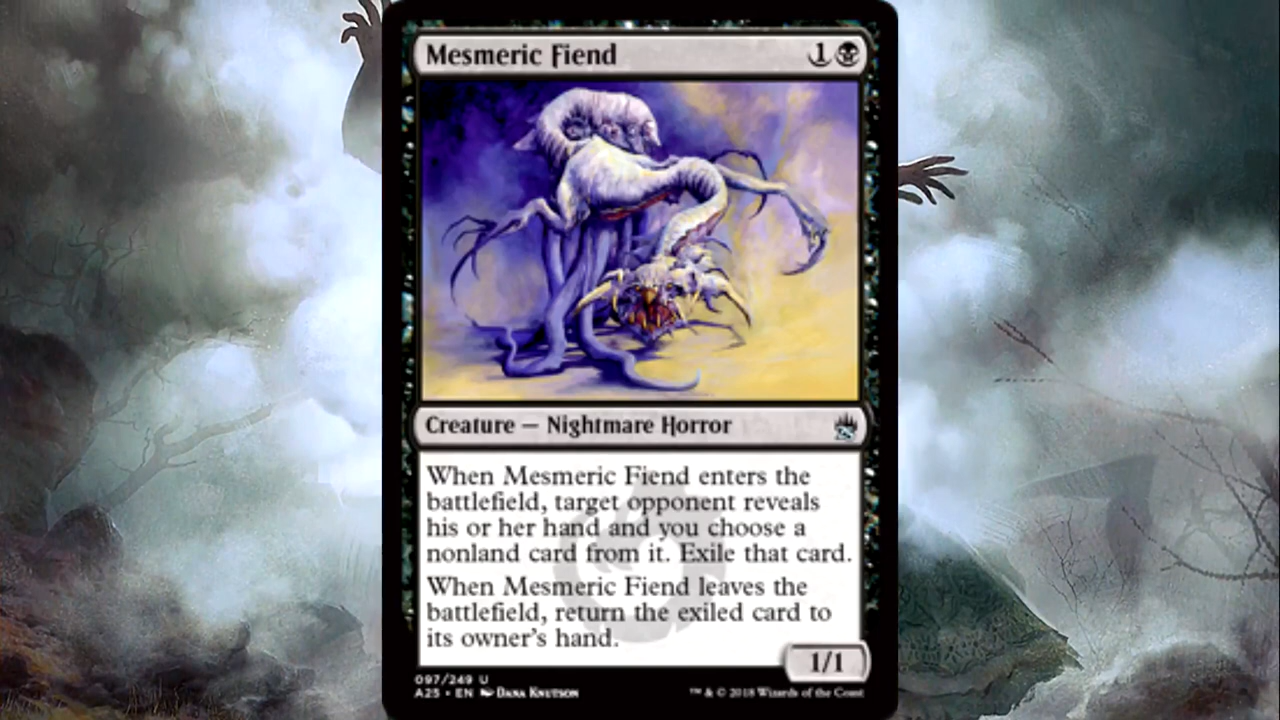 Mesmeric Fiend 1
Creature — Nightmare Horror
When Mesmeric Fiend enters the
battlefield, target opponent reveals
his or her hand and you choose a
nonland card from it. Exile that card.
When Mesmeric Fiend leaves the
battlefield, return the exiled card to
its owner's hand.
1/1
097/249 U
A25 • EN Dana Knutson
™ & © 2018 Wizards of the Coast